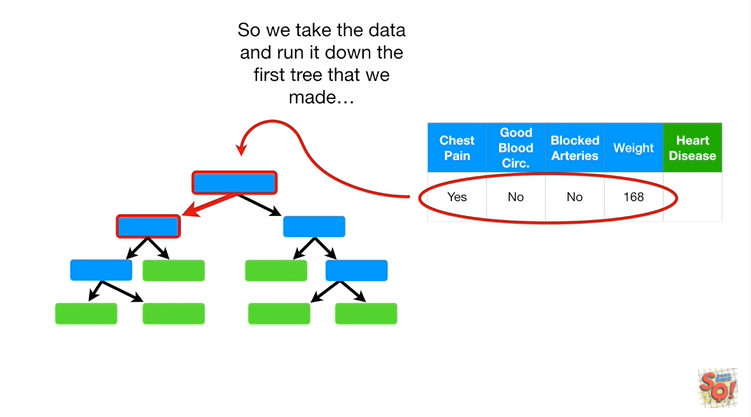 So we take the data
and run it down the
first tree that we
made…
Chest Pain
Good Blood Circ.
Blocked Arteries
Weight
Heart Disease
Yes
No
No
168
SQ!